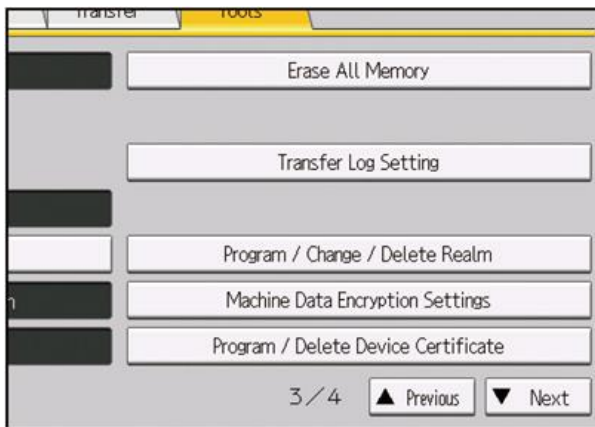 Transfer
Tools
Erase All Memory
Transfer Log Setting
Program / Change / Delete Realm
Machine Data Encryption Settings
Program / Delete Device Certificate
3/4 ▲ Previous ▼ Next